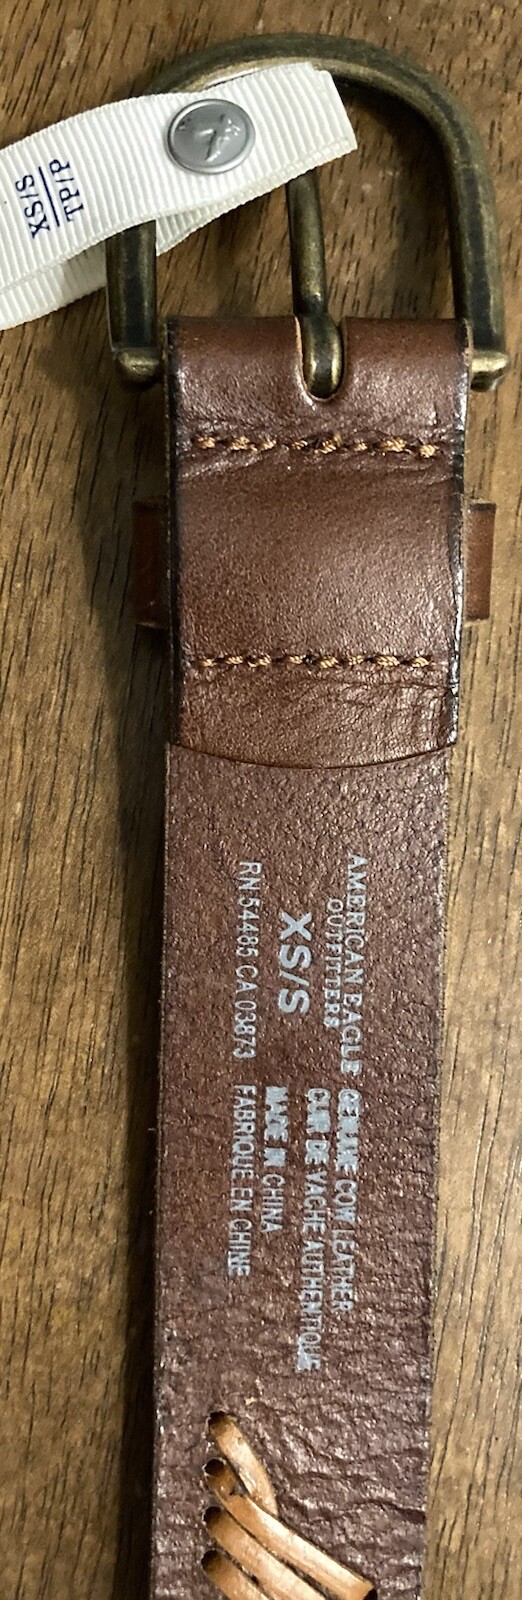 XS/S
TP/P
AMERICAN EAGLE
OUTFITTERS
XS/S
RN 54485 CA 03873
GENUINE COW LEATHER
CUIR DE VACHE AUTHENTIQUE
MADE IN CHINA
FABRIQUE EN CHINE